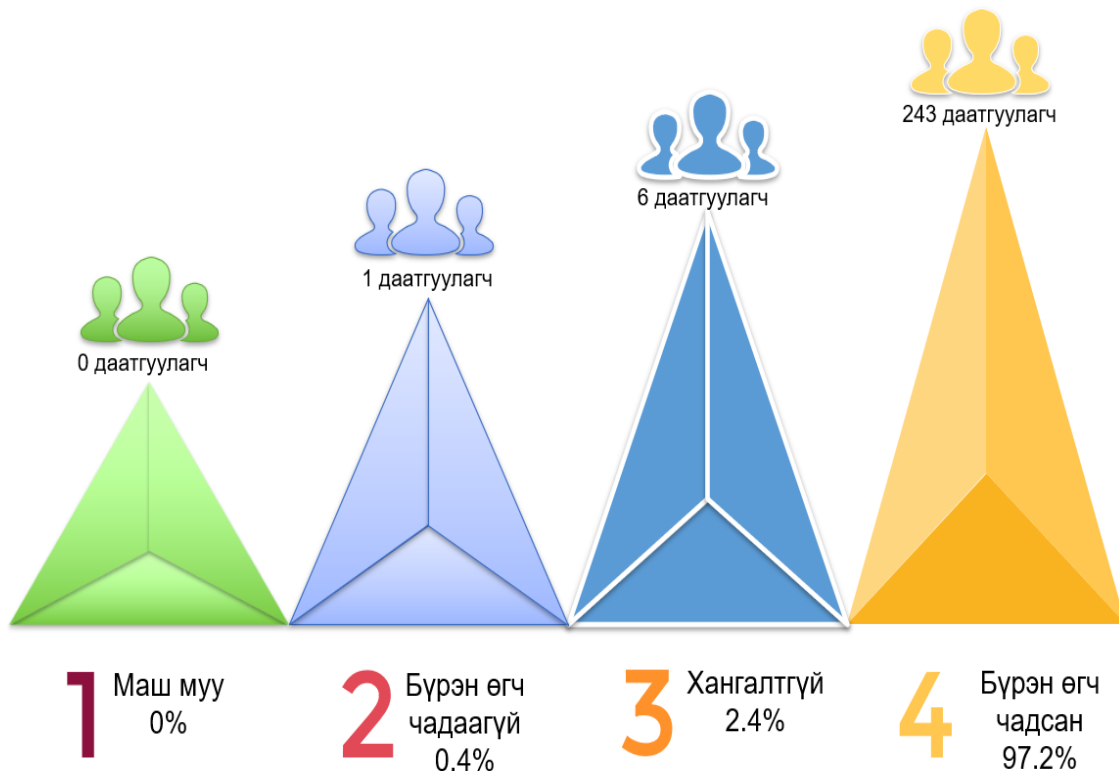 243 даатгуулагч
6 даатгуулагч
1 даатгуулагч
0 даатгуулагч
1 Маш муу
0%
2 Бүрэн өгч
чадаагүй
0.4%
3 Хангалтгүй
2.4%
4 Бүрэн өгч
чадсан
97.2%